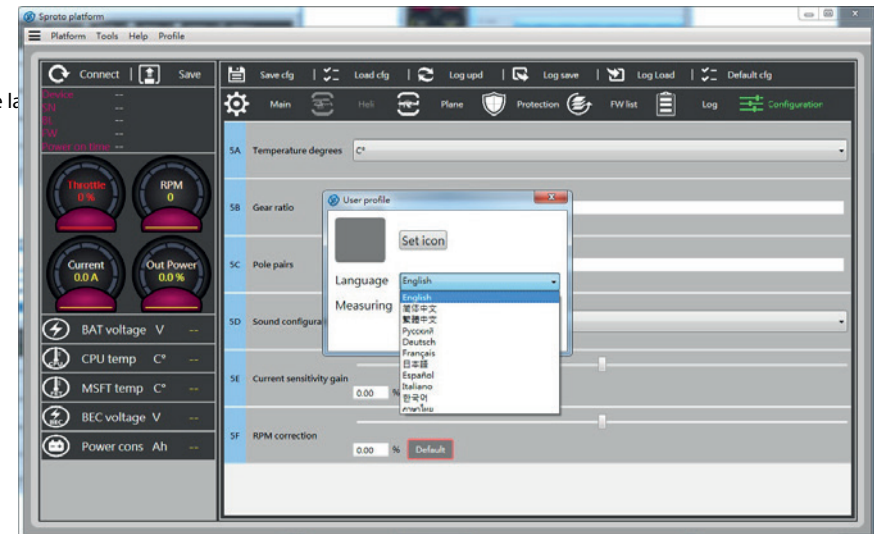 Sproto platform
Platform Tools Help Profile
Connect | Save
Save cfg | Load cfg | Log upd | Log save | Log Load | Default cfg
e la
Device --
SN --
BL --
FW --
Power on time --
Main Heli Plane Protection FW list Log Configuration
5A Temperature degrees C°
Throttle
0 %
RPM
0
5B Gear ratio
User profile
Set icon
Current
0.0 A
Out Power
0.0 %
5C Pole pairs
Language English
Measuring
English
简体中文
繁體中文
Русский
Deutsch
Français
日本語
Español
Italiano
한국어
ภาษาไทย
5D Sound configura
BAT voltage V --
CPU temp C° --
5E Current sensitivity gain
0.00 %
MSFT temp C° --
BEC voltage V --
5F RPM correction
0.00 % Default
Power cons Ah --